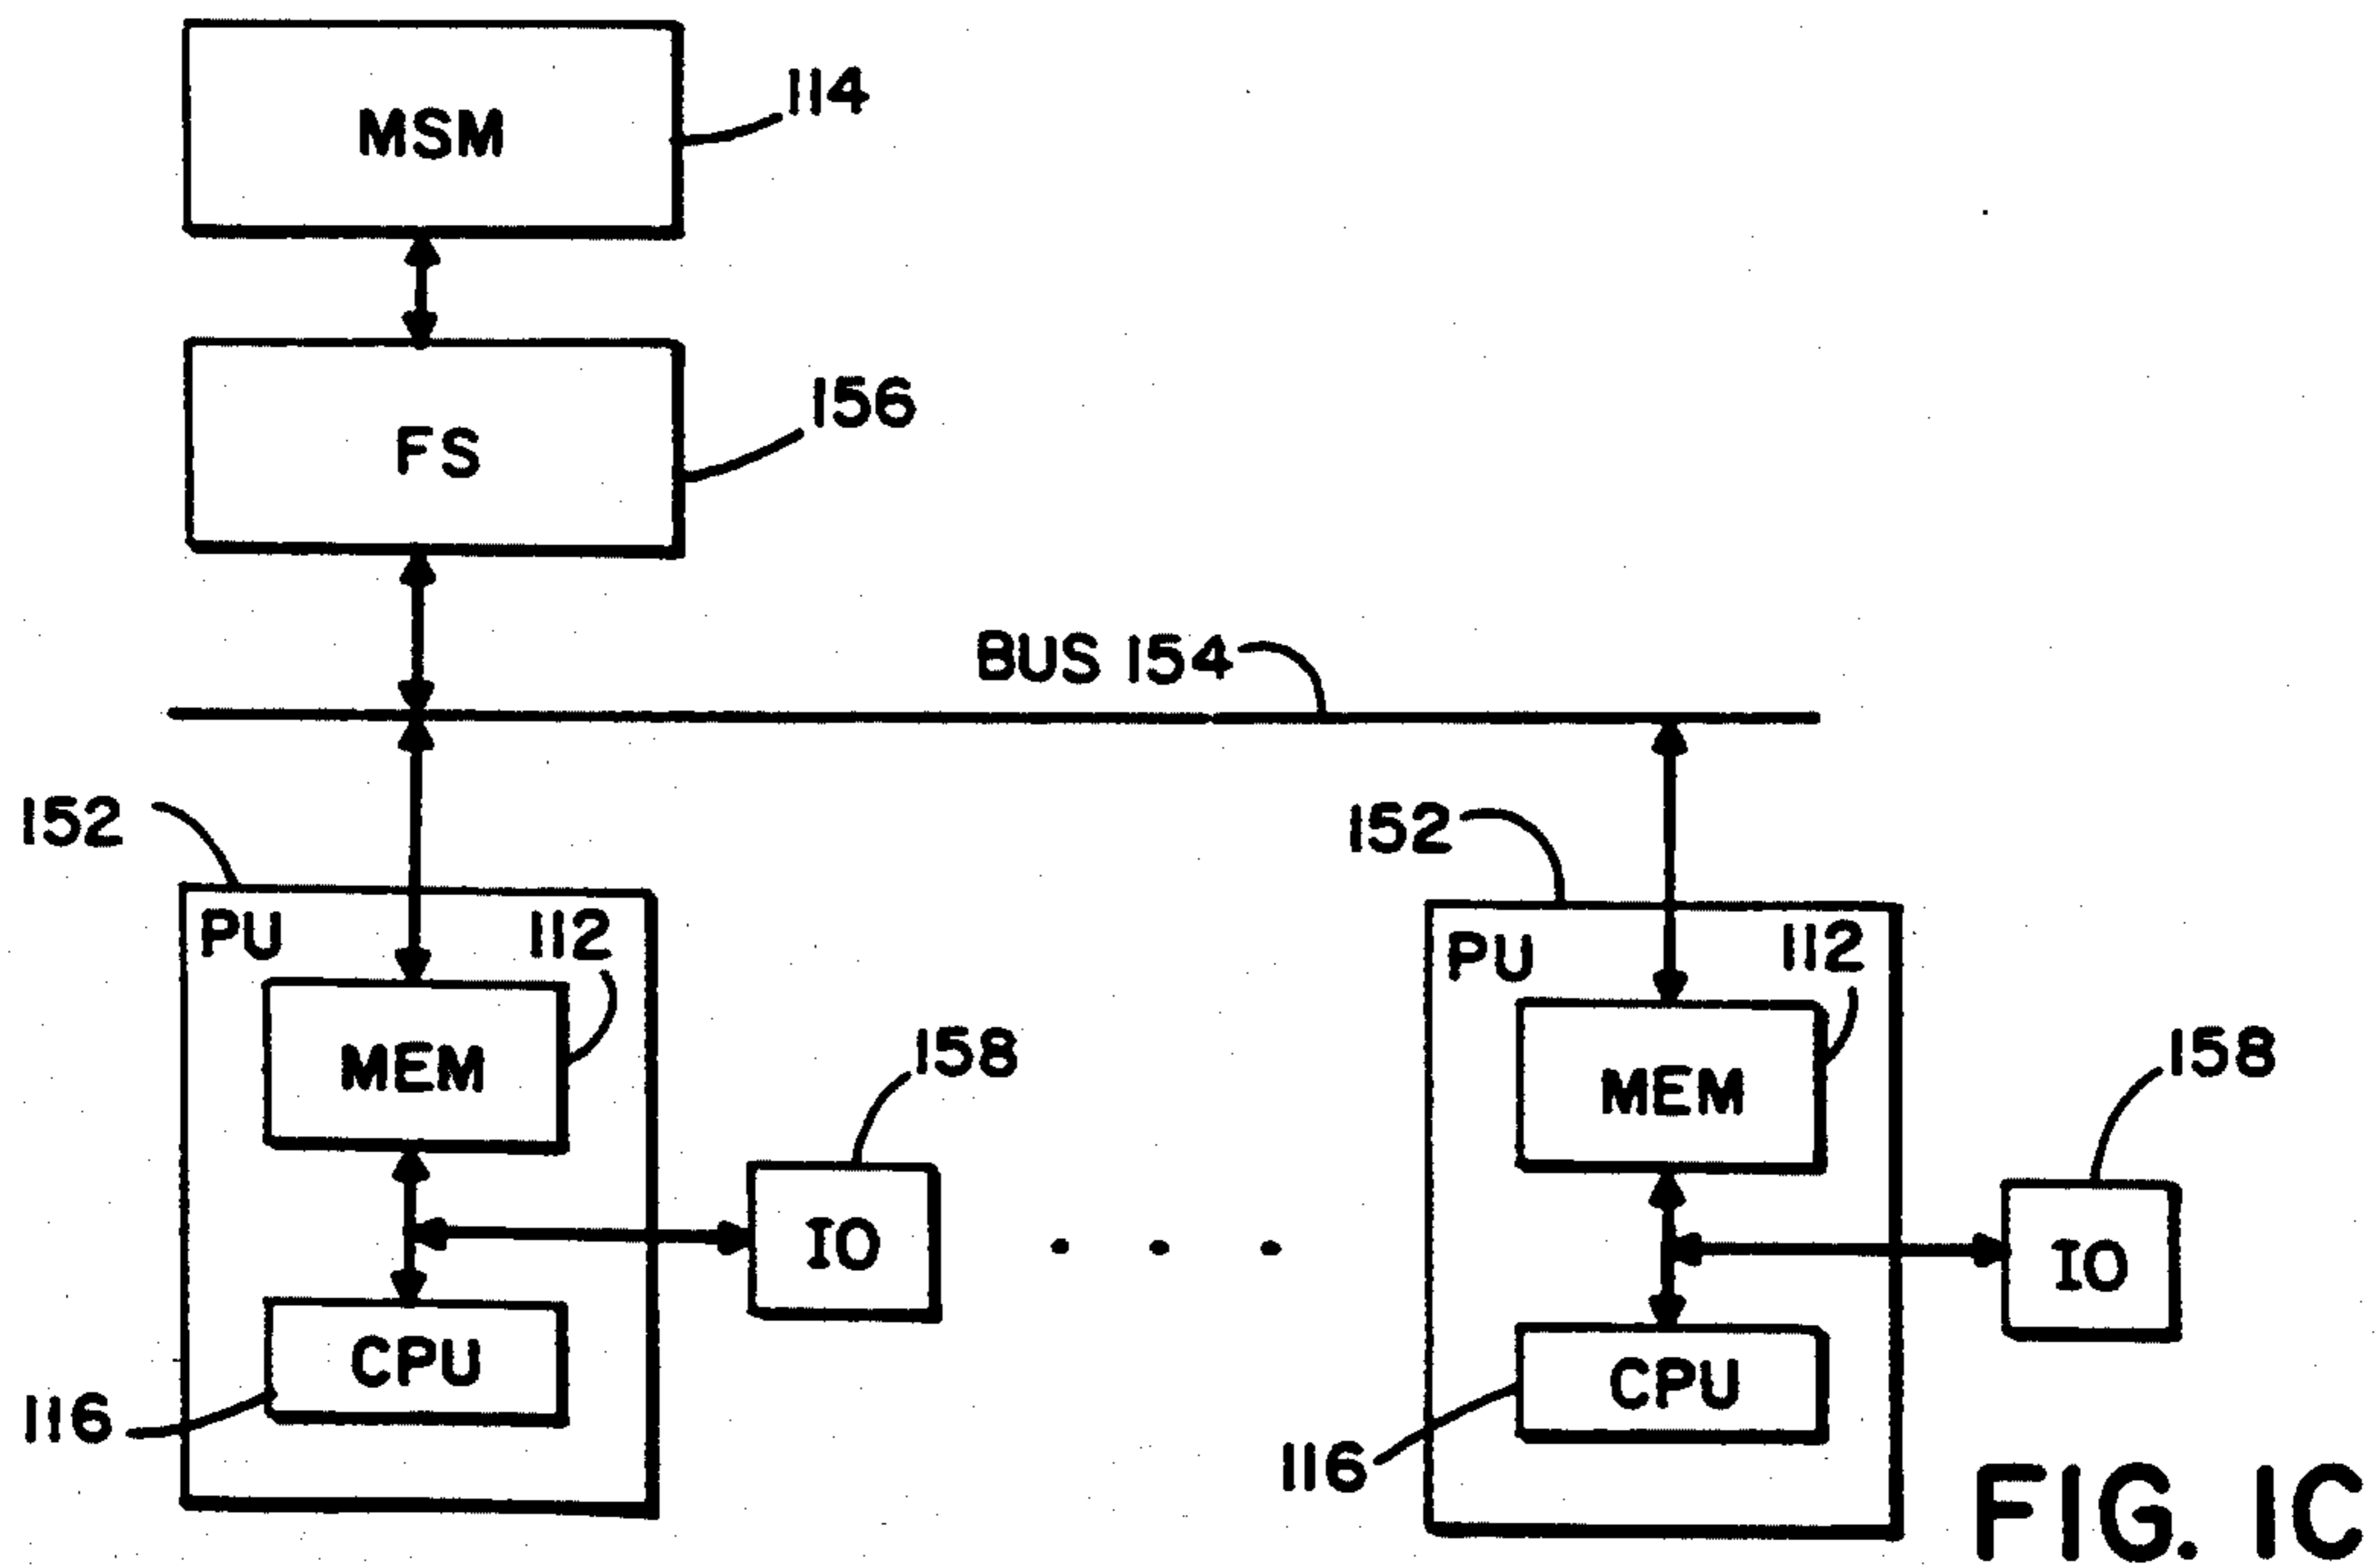 MSM
114
FS
156
BUS 154
152
152
PU
112
PU
112
MEM
158
MEM
158
IO
IO
CPU
CPU
116
116
FIG. 1C